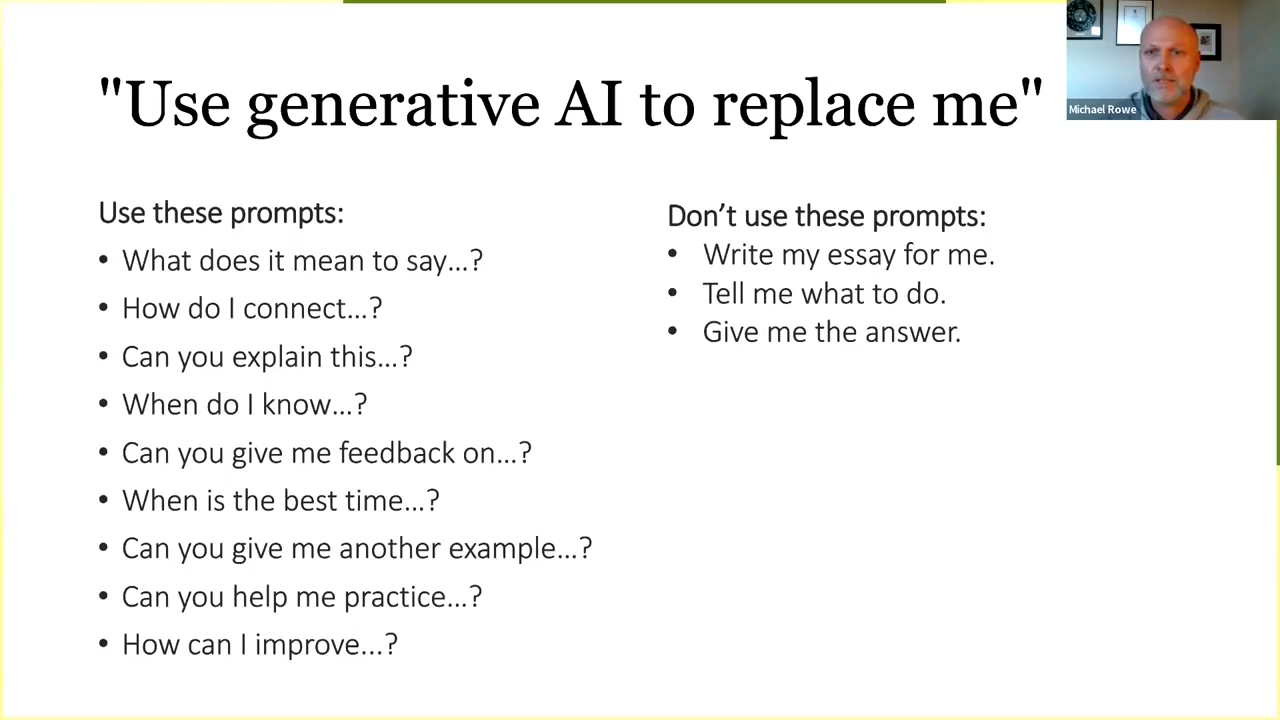 "Use generative AI to replace me"
Michael Rowe
Use these prompts:
• What does it mean to say...?
• How do I connect...?
• Can you explain this...?
• When do I know...?
• Can you give me feedback on...?
• When is the best time...?
• Can you give me another example...?
• Can you help me practice...?
• How can I improve...?
Don’t use these prompts:
• Write my essay for me.
• Tell me what to do.
• Give me the answer.